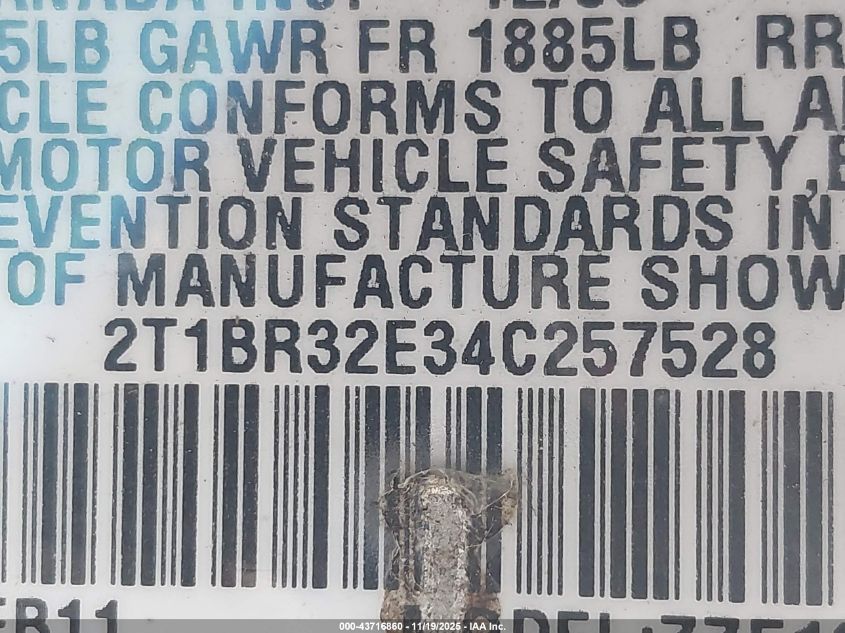 5LB GAWR FR 1885LB RR
CLE CONFORMS TO ALL A
MOTOR VEHICLE SAFETY,
EVENTION STANDARDS IN
OF MANUFACTURE SHOW
2T1BR32E34C257528
000-43716860 - 11/19/2025 - IAA Inc.